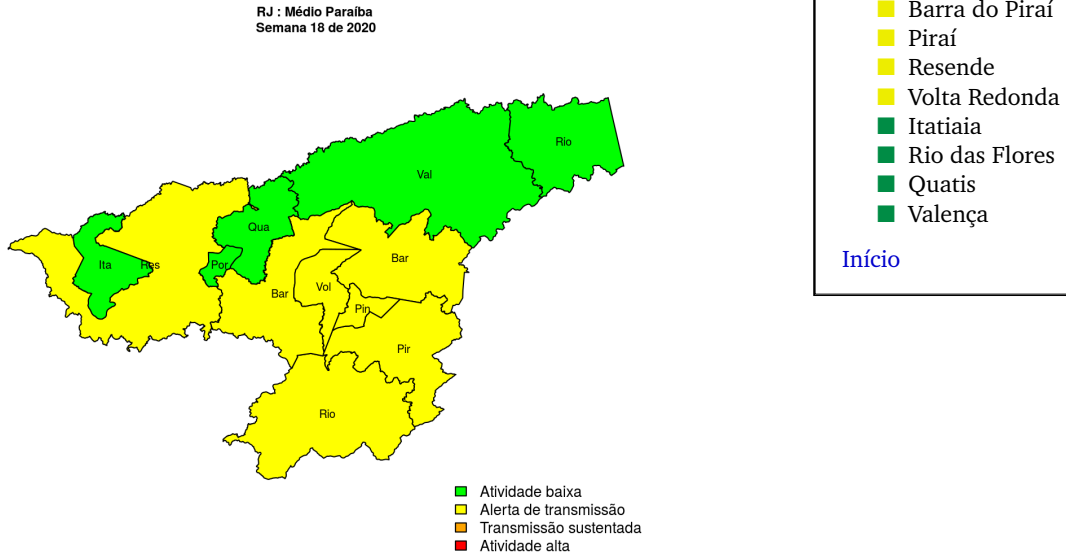 RJ : Médio Paraíba
Semana 18 de 2020
Rio
Val
Qua
Ita
Res
Por
Bar
Bar
Vol
Pin
Pir
Rio
Atividade baixa
Alerta de transmissão
Transmissão sustentada
Atividade alta
Barra do Piraí
Piraí
Resende
Volta Redonda
Itatiaia
Rio das Flores
Quatis
Valença
Início